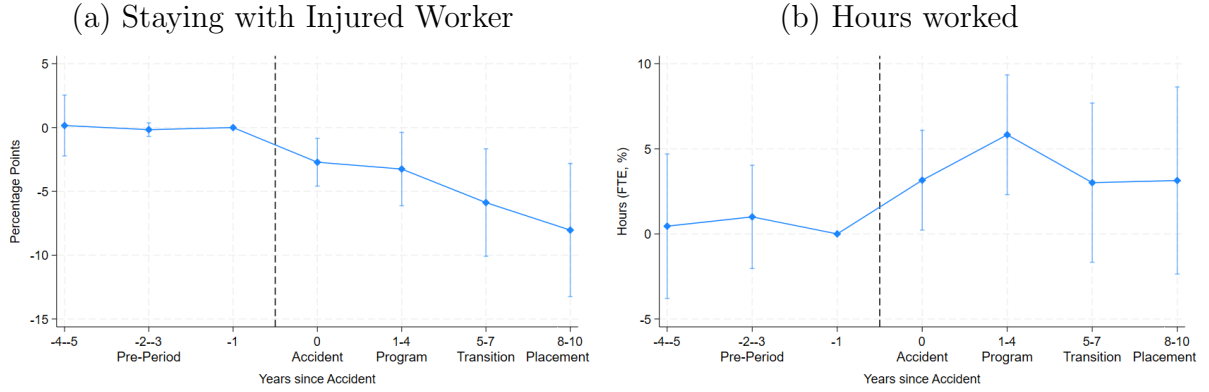 (a) Staying with Injured Worker
5
0
-5
-10
-15
Percentage Points
-4--5 -2--3 -1 0 1-4 5-7 8-10
Pre-Period Accident Program Transition Placement
Years since Accident
(b) Hours worked
10
5
0
-5
Hours (FTE, %)
-4--5 -2--3 -1 0 1-4 5-7 8-10
Pre-Period Accident Program Transition Placement
Years since Accident